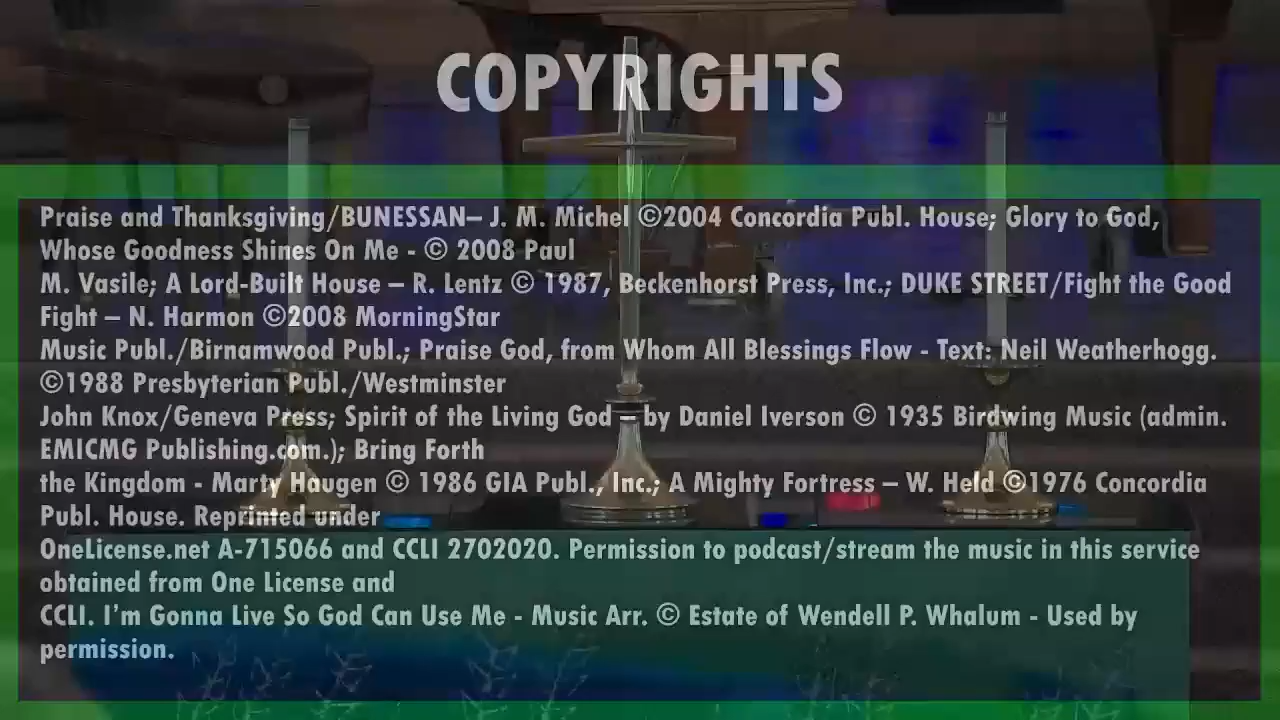 COPYRIGHTS
Praise and Thanksgiving/BUNESSAN– J. M. Michel ©2004 Concordia Publ. House; Glory to God,
Whose Goodness Shines On Me - © 2008 Paul
M. Vasile; A Lord-Built House – R. Lentz © 1987, Beckenhorst Press, Inc.; DUKE STREET/Fight the Good
Fight – N. Harmon ©2008 MorningStar
Music Publ./Birnamwood Publ.; Praise God, from Whom All Blessings Flow - Text: Neil Weatherhogg.
©1988 Presbyterian Publ./Westminster
John Knox/Geneva Press; Spirit of the Living God – by Daniel Iverson © 1935 Birdwing Music (admin.
EMICMG Publishing.com.); Bring Forth
the Kingdom - Marty Haugen © 1986 GIA Publ., Inc.; A Mighty Fortress – W. Held ©1976 Concordia
Publ. House. Reprinted under
OneLicense.net A-715066 and CCLI 2702020. Permission to podcast/stream the music in this service
obtained from One License and
CCLI. I’m Gonna Live So God Can Use Me - Music Arr. © Estate of Wendell P. Whalum - Used by
permission.